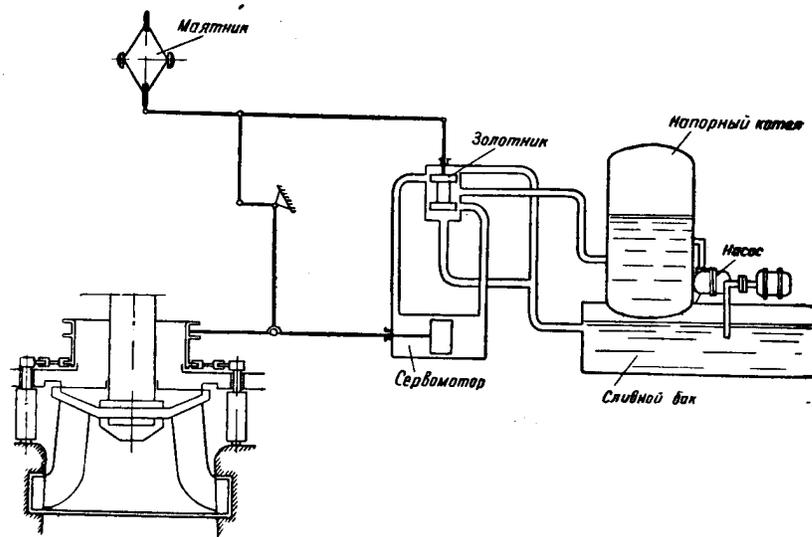 Маятник
Золотник
Напорный котел
Насос
Сервомотор
Сливной бак